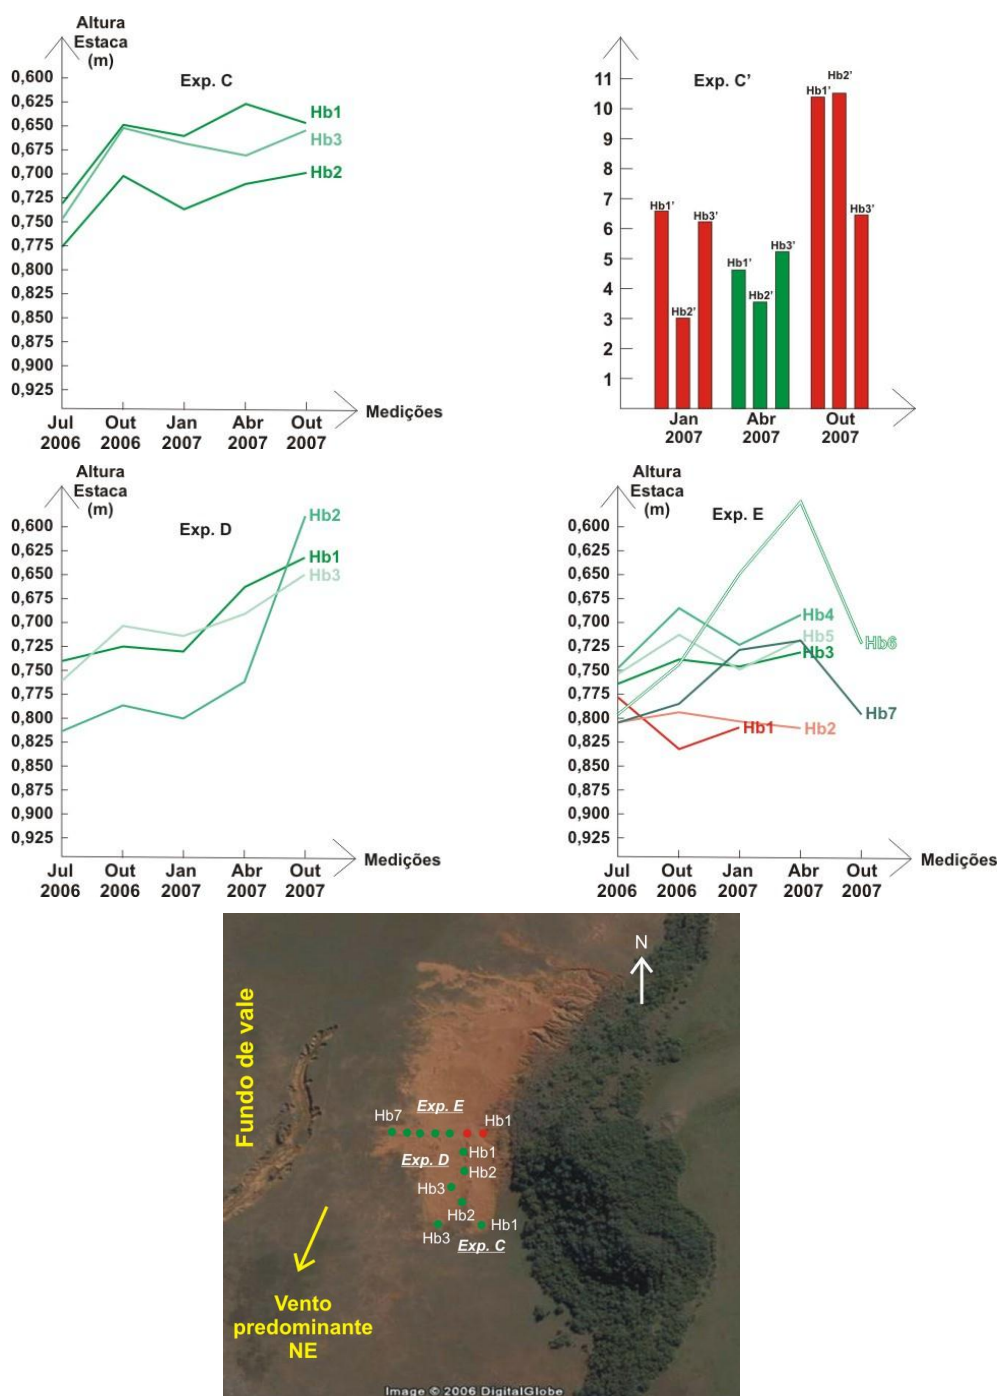 Altura
Estaca
(m)
Exp. C
0,600
0,625
0,650
0,675
0,700
0,725
0,750
0,775
0,800
0,825
0,850
0,875
0,900
0,925
Hb1
Hb3
Hb2
Medições
Jul Out Jan Abr Out
2006 2006 2007 2007 2007
Exp. C'
11
10
9
8
7
6
5
4
3
2
1
Hb1' Hb2' Hb3'
Hb1' Hb2' Hb3'
Hb1' Hb2' Hb3'
Jan Abr Out
2007 2007 2007
Altura
Estaca
(m)
Exp. D
0,600
0,625
0,650
0,675
0,700
0,725
0,750
0,775
0,800
0,825
0,850
0,875
0,900
0,925
Hb2
Hb1
Hb3
Medições
Jul Out Jan Abr Out
2006 2006 2007 2007 2007
Altura
Estaca
(m)
Exp. E
0,600
0,625
0,650
0,675
0,700
0,725
0,750
0,775
0,800
0,825
0,850
0,875
0,900
0,925
Hb4
Hb5
Hb3
Hb6
Hb7
Hb1
Hb2
Medições
Jul Out Jan Abr Out
2006 2006 2007 2007 2007
N
Fundo de vale
Exp. E
Hb7
Hb1
Exp. D
Hb1
Hb2
Hb3
Hb2
Hb3
Hb1
Exp. C
Vento
predominante
NE
Image © 2006 DigitalGlobe